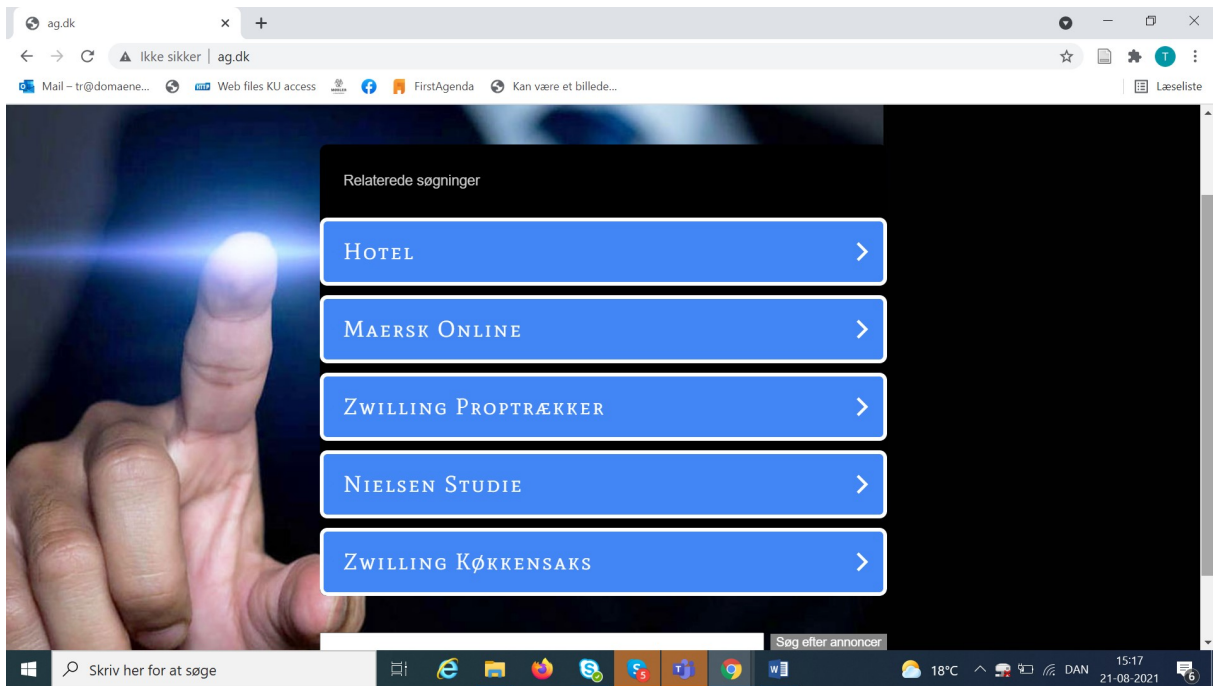 ag.dk
Ikke sikker | ag.dk
Mail – tr@domaene... Web files KU access FirstAgenda Kan være et billede... Læseliste
T
Relaterede søgninger
Hotel
Maersk Online
Zwilling Proptrækker
Nielsen Studie
Zwilling Køkkensaks
Søg efter annoncer
Skriv her for at søge
18°C DAN 15:17
21-08-2021
6